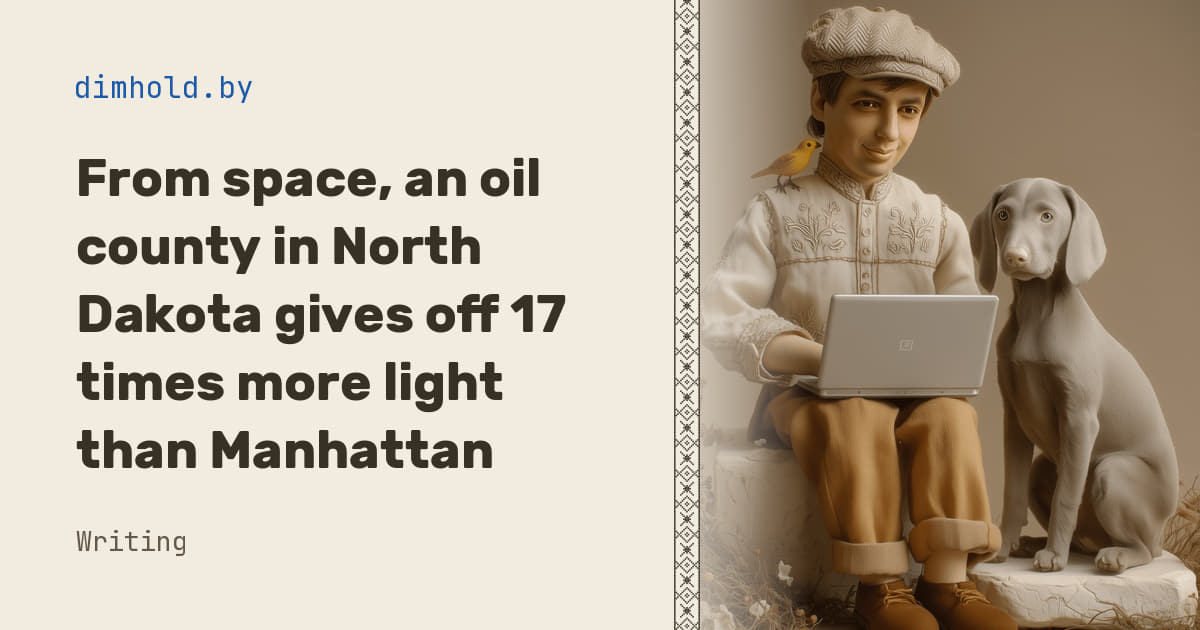 dimhold.by
From space, an oil
county in North
Dakota gives off 17
times more light
than Manhattan
Writing